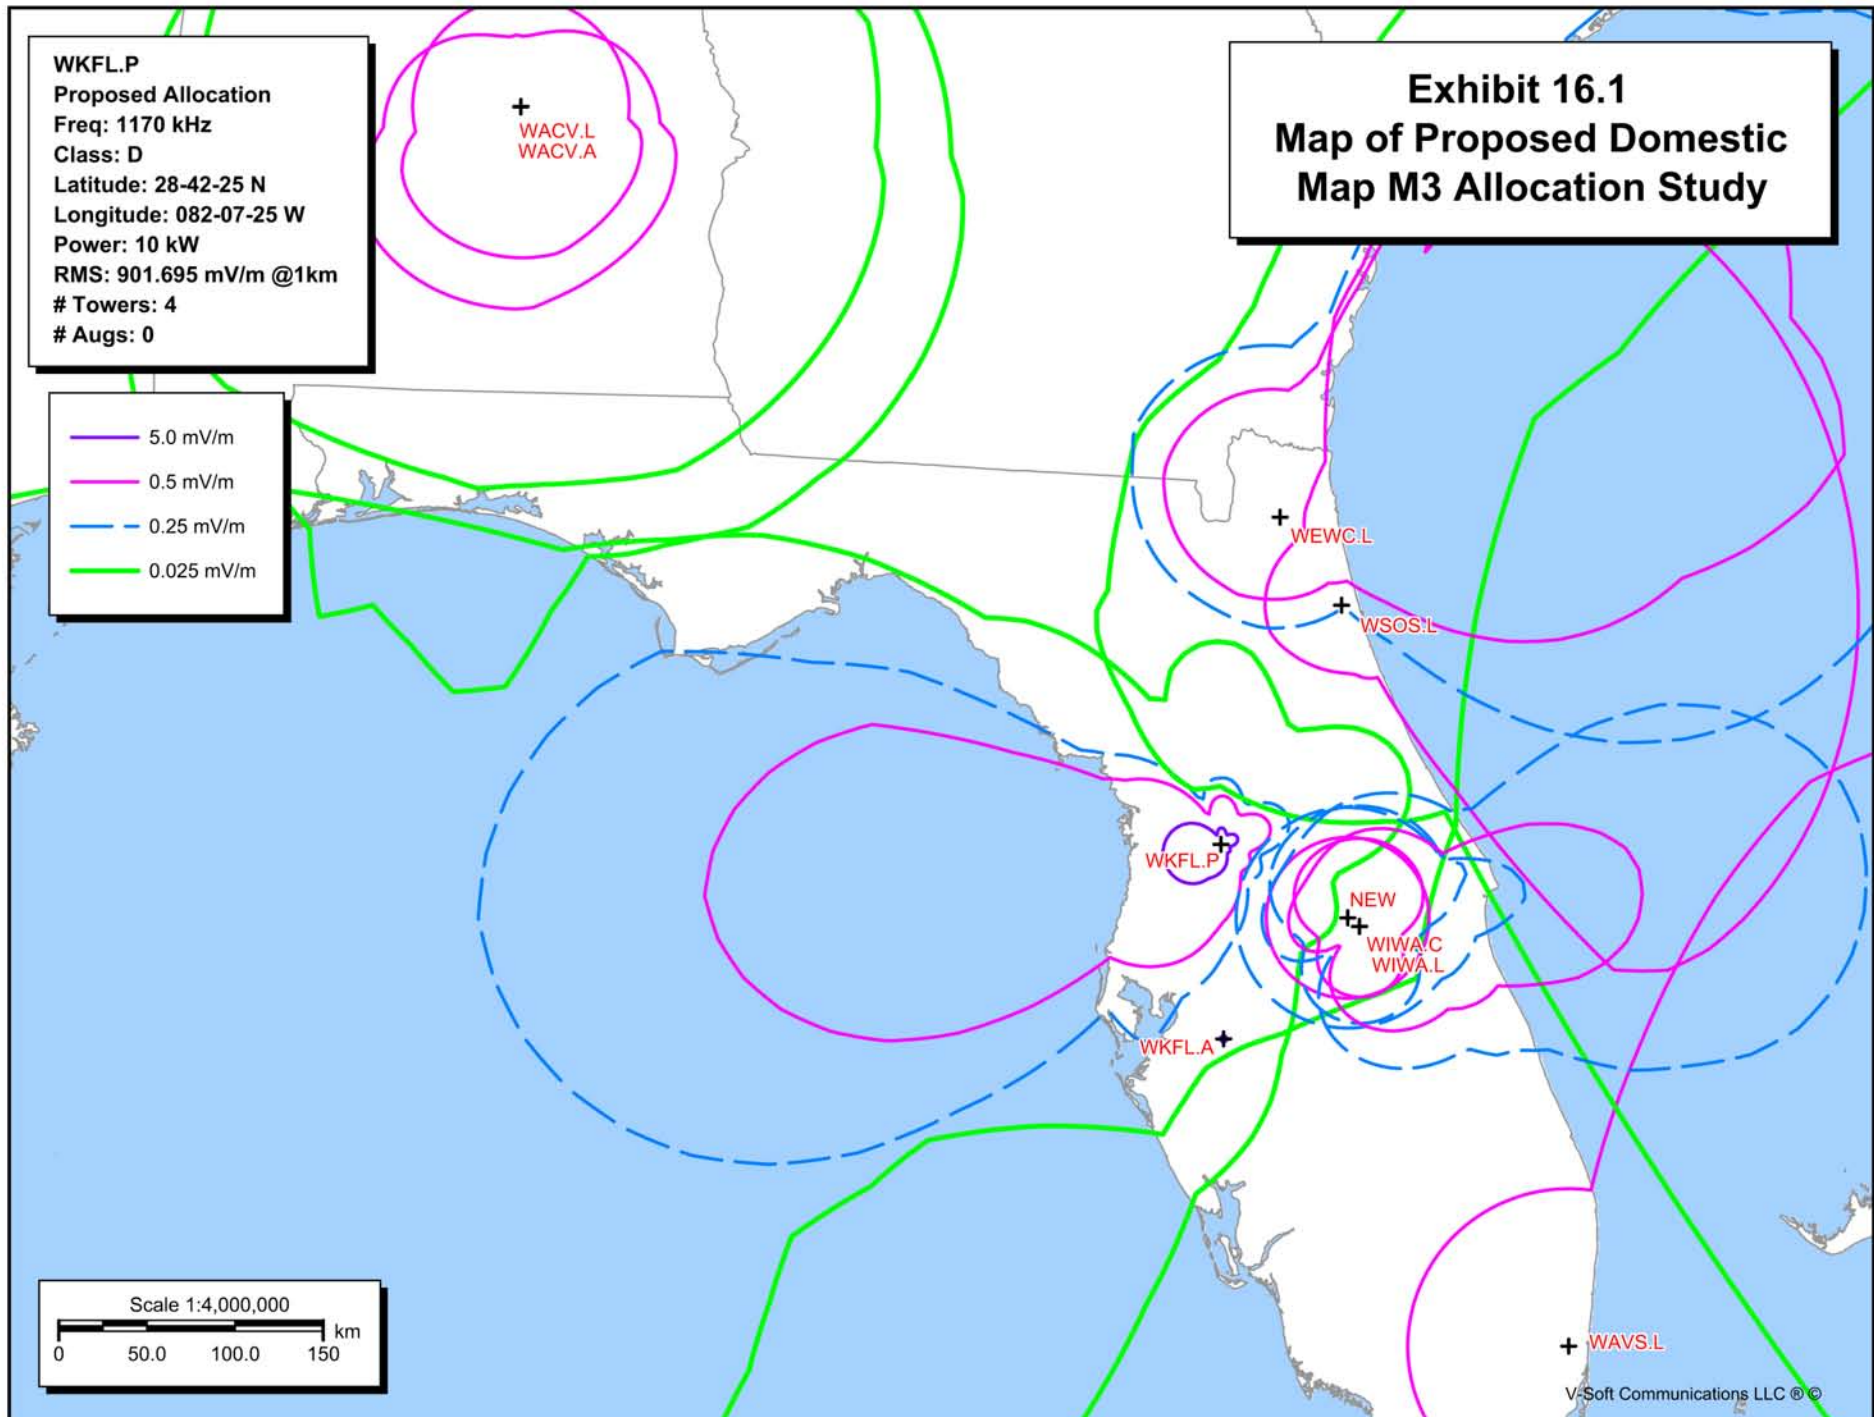 WKFL.P
Proposed Allocation
Freq: 1170 kHz
Class: D
Latitude: 28-42-25 N
Longitude: 082-07-25 W
Power: 10 kW
RMS: 901.695 mV/m @1km
# Towers: 4
# Augs: 0
Exhibit 16.1
Map of Proposed Domestic
Map M3 Allocation Study
WACV.L
WACV.A
5.0 mV/m
0.5 mV/m
0.25 mV/m
0.025 mV/m
WEWC.L
WSOS.L
WKFL.P
NEW
WIWA.C
WIWA.L
WKFL.A
WAVS.L
Scale 1:4,000,000
km
0 50.0 100.0 150
V-Soft Communications LLC ® ©